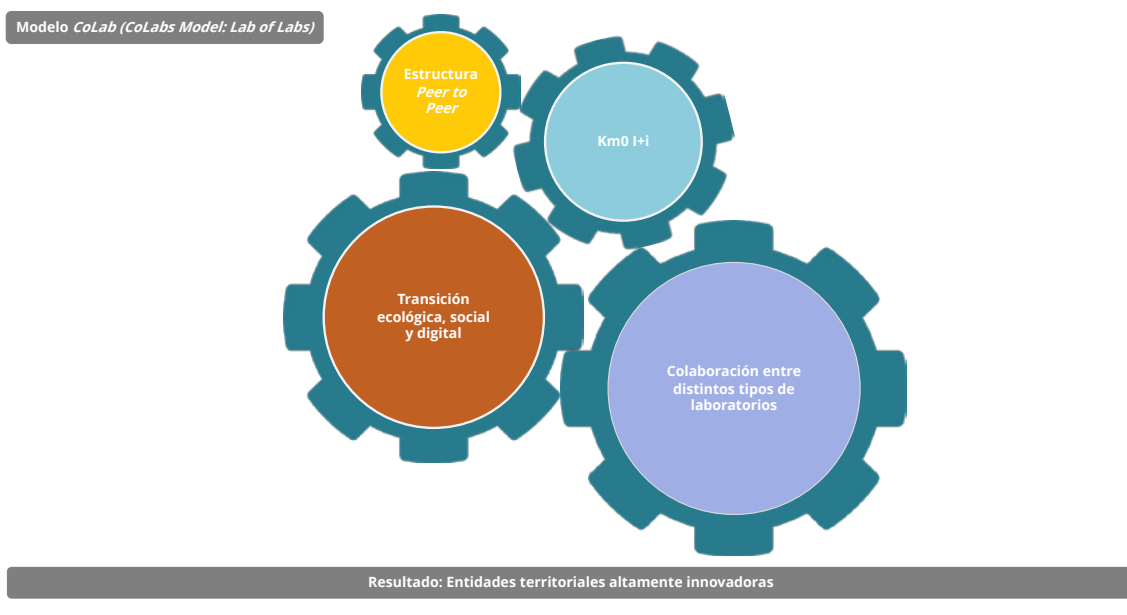 Modelo CoLab (CoLabs Model: Lab of Labs)
Estructura
Peer to
Peer
Km0 I+i
Transición
ecológica, social
y digital
Colaboración entre
distintos tipos de
laboratorios
Resultado: Entidades territoriales altamente innovadoras